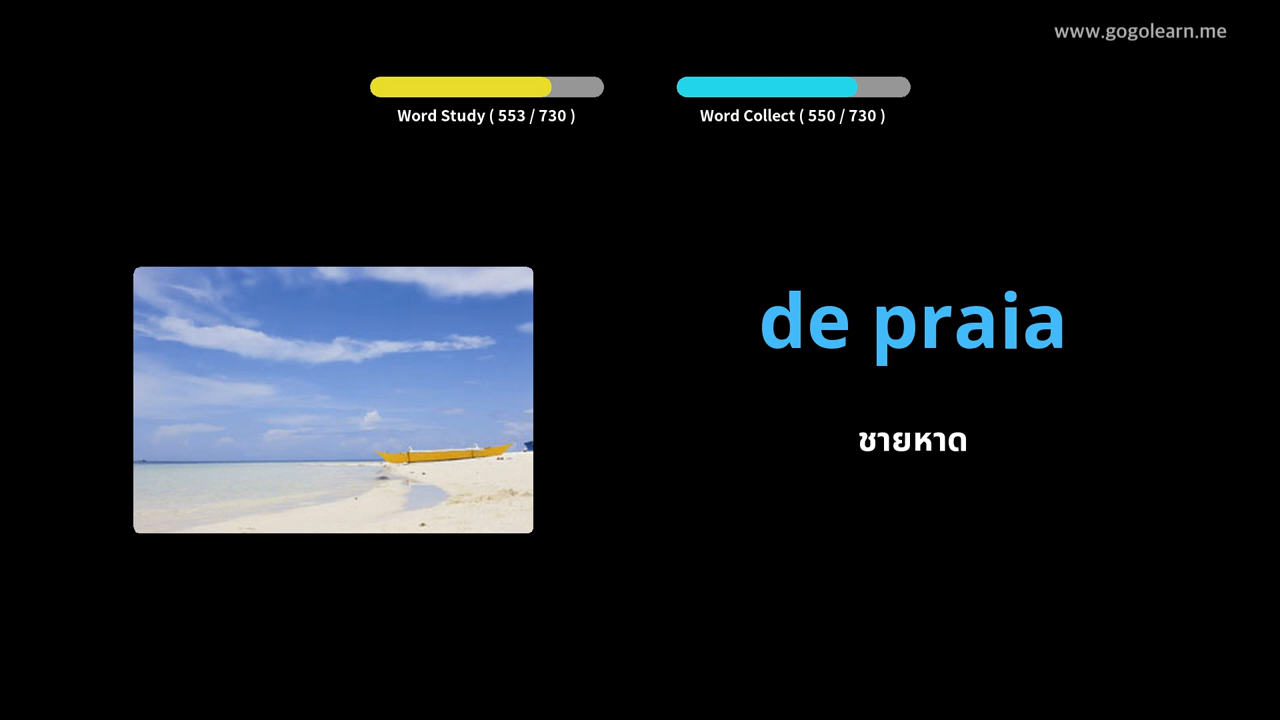 www.gogolearn.me
Word Study ( 553 / 730 )
Word Collect ( 550 / 730 )
de praia
ชายหาด